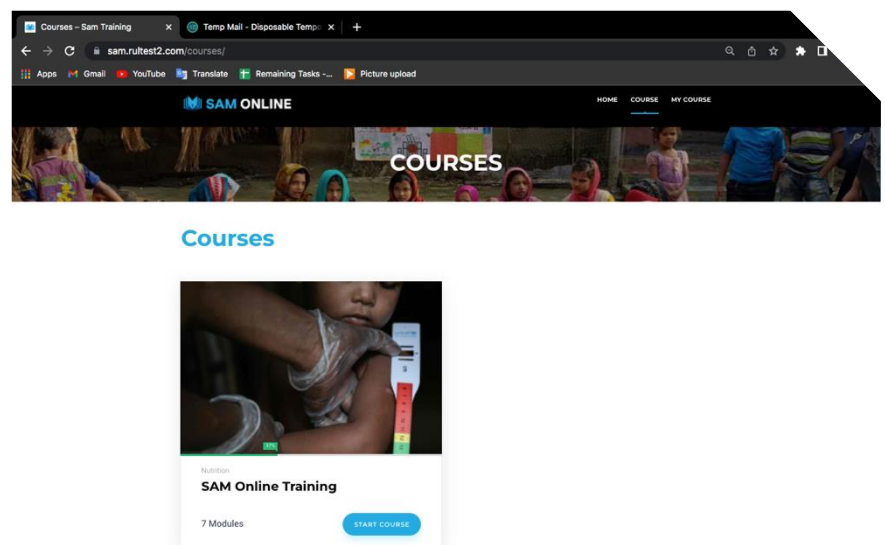 Courses – Sam Training
Temp Mail - Disposable Tempo
sam.rultest2.com/courses/
Apps
Gmail
YouTube
Translate
Remaining Tasks -...
Picture upload
SAM ONLINE
HOME
COURSE
MY COURSE
COURSES
Courses
Nutrition
SAM Online Training
7 Modules
START COURSE